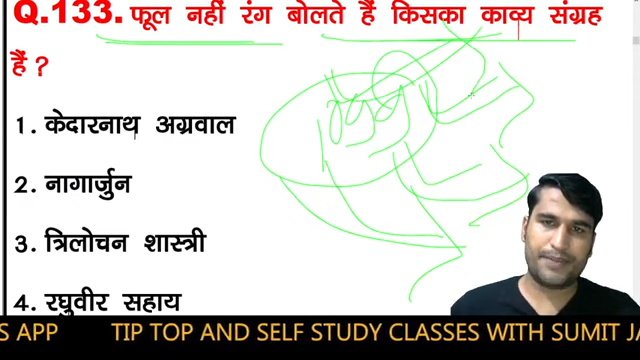 Q.133. फूल नहीं रंग बोलते हैं किसका काव्य संग्रह
हैं ?
1. केदारनाथ अग्रवाल
2. नागार्जुन
3. त्रिलोचन शास्त्री
4. रघुवीर सहाय
S APP TIP TOP AND SELF STUDY CLASSES WITH SUMIT JA